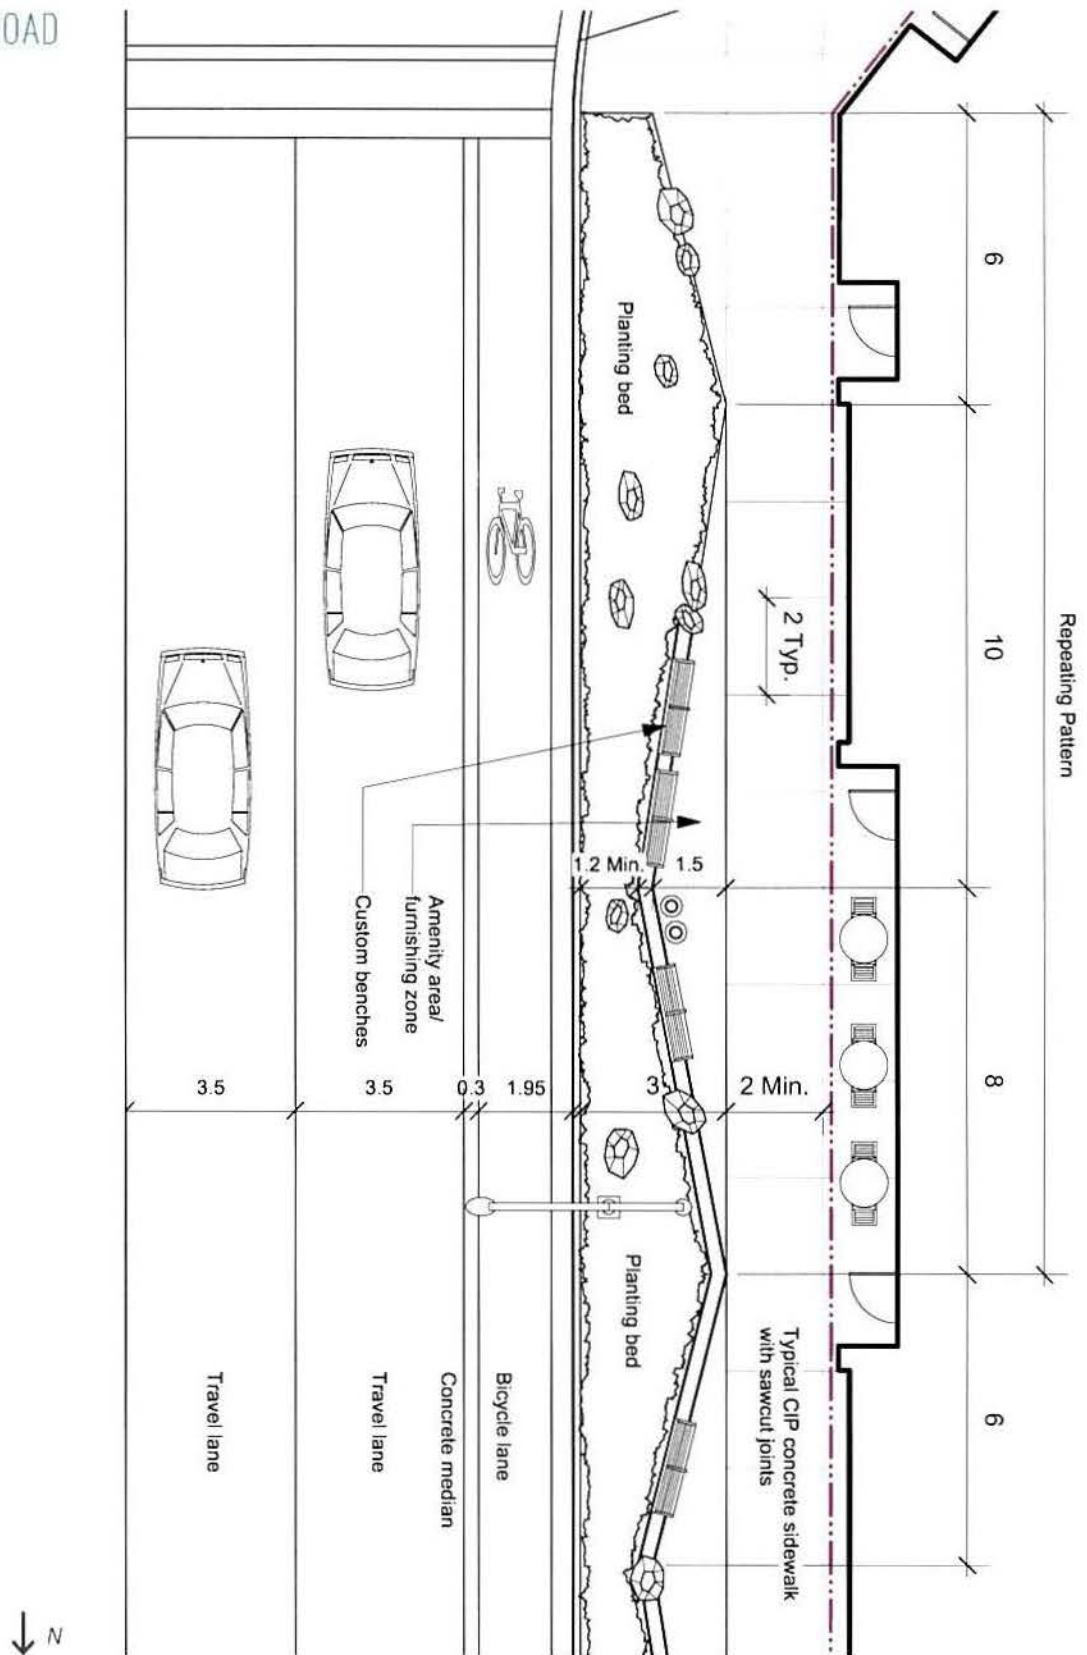 OAD
6
Repeating Pattern
Planting bed
10
2 Typ.
1.2 Min.
1.5
Amenity area/
furnishing zone
Custom benches
3.5
3.5
0.3
1.95
3
2 Min.
8
Planting bed
Typical CIP concrete sidewalk
with sawcut joints
6
Travel lane
Travel lane
Concrete median
Bicycle lane
N